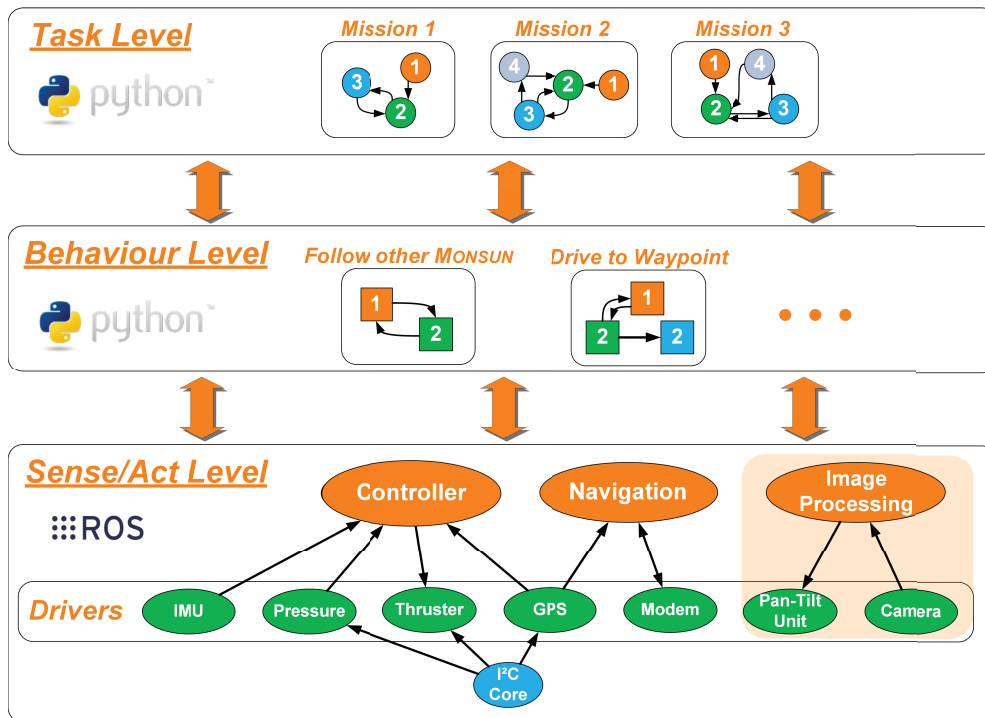 Task Level
python™
Mission 1
1
3
2
Mission 2
4
2
1
3
Mission 3
1
4
2
3
Behaviour Level
python™
Follow other MONSUN
1
2
Drive to Waypoint
1
2
2
Sense/Act Level
ROS
Controller
Navigation
Image
Processing
Drivers
IMU
Pressure
Thruster
GPS
Modem
Pan-Tilt
Unit
Camera
I²C
Core